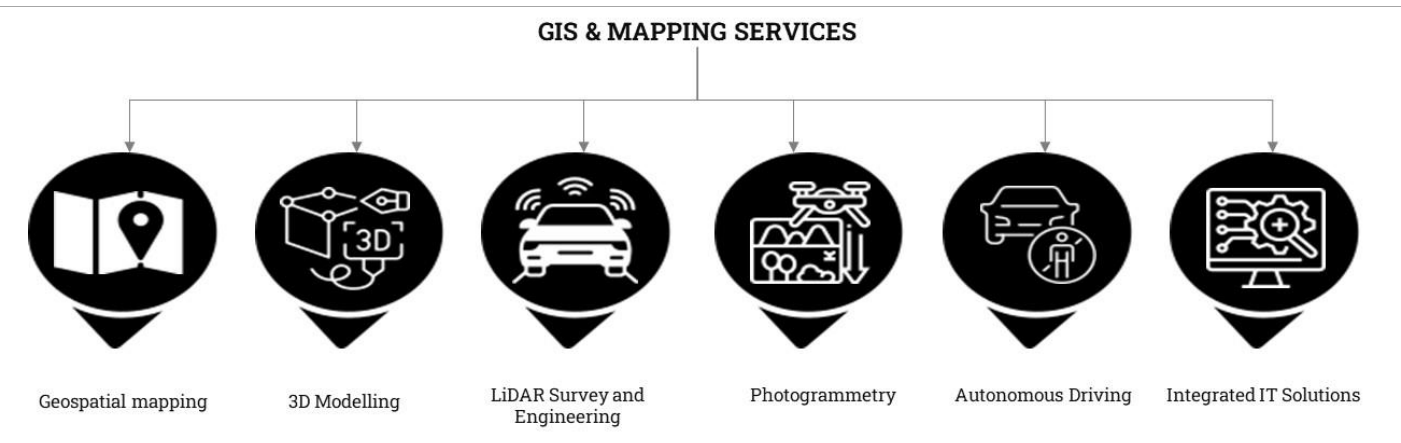 GIS & MAPPING SERVICES
3D
Geospatial mapping
3D Modelling
LiDAR Survey and
Engineering
Photogrammetry
Autonomous Driving
Integrated IT Solutions